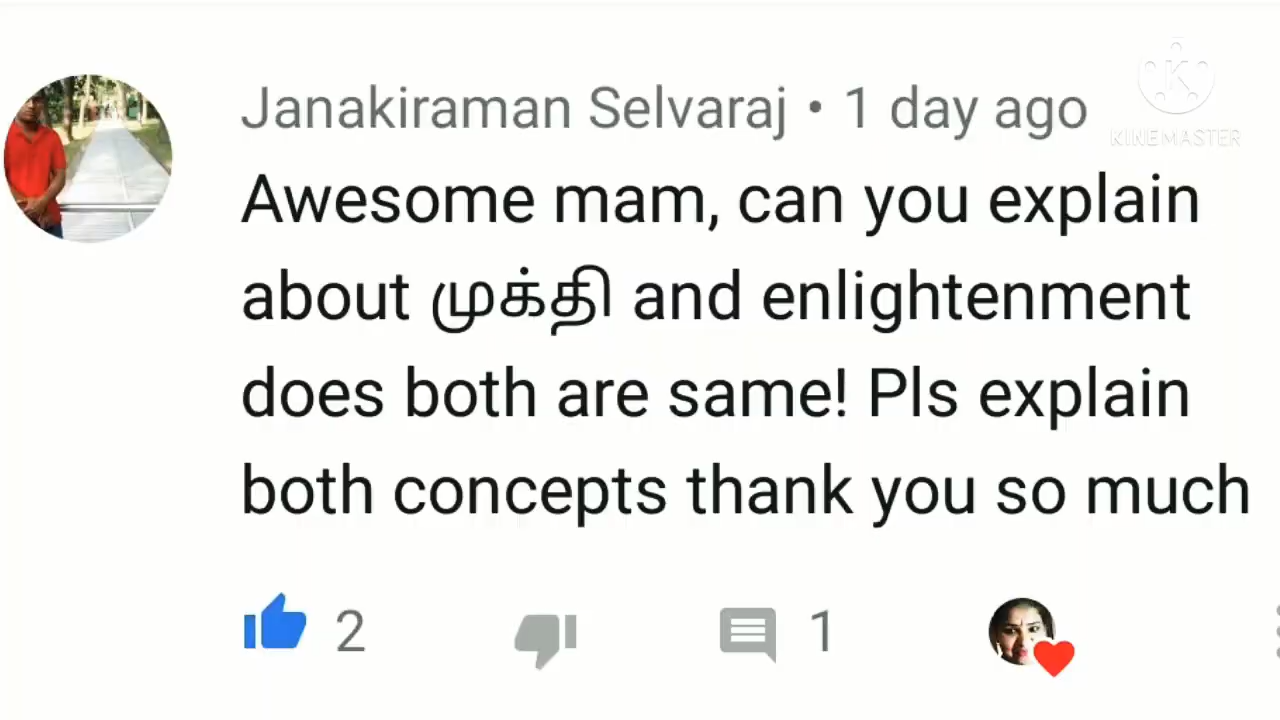 Janakiraman Selvaraj • 1 day ago
KINEMASTER
Awesome mam, can you explain
about முக்தி and enlightenment
does both are same! Pls explain
both concepts thank you so much
2
1